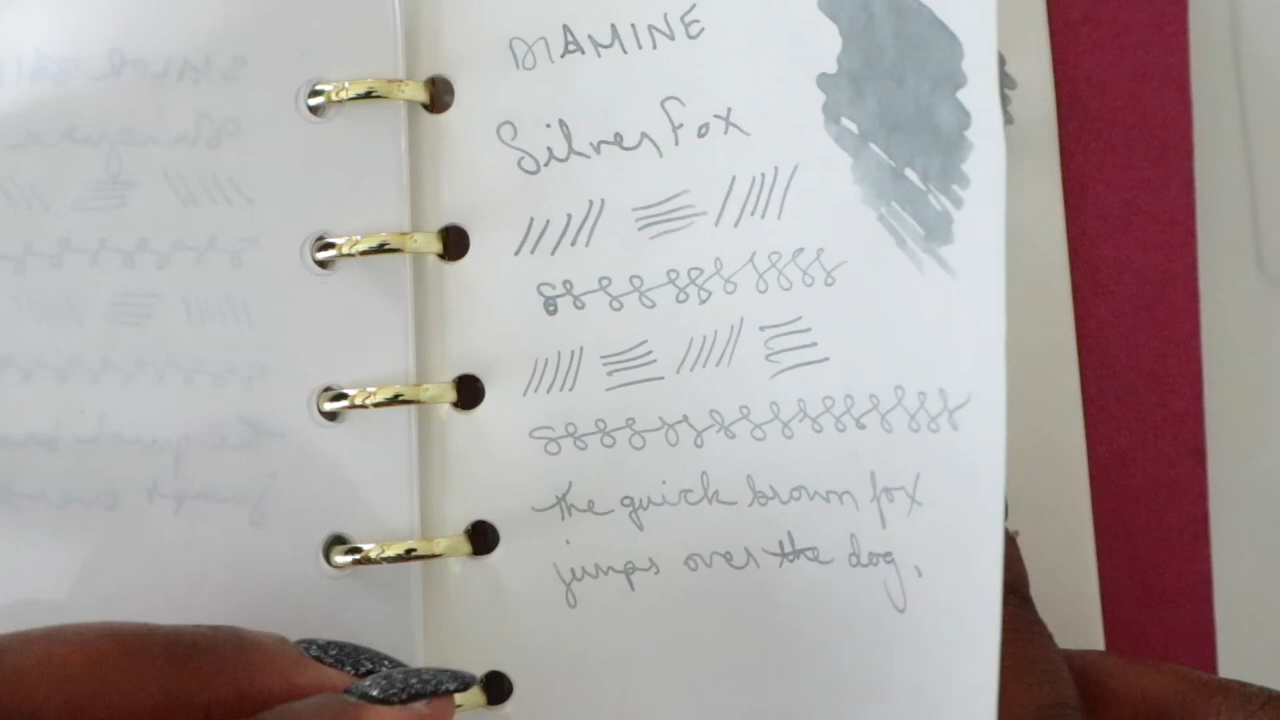 DIAMINE
Silver Fox
the quick brown fox
jumps over the dog.